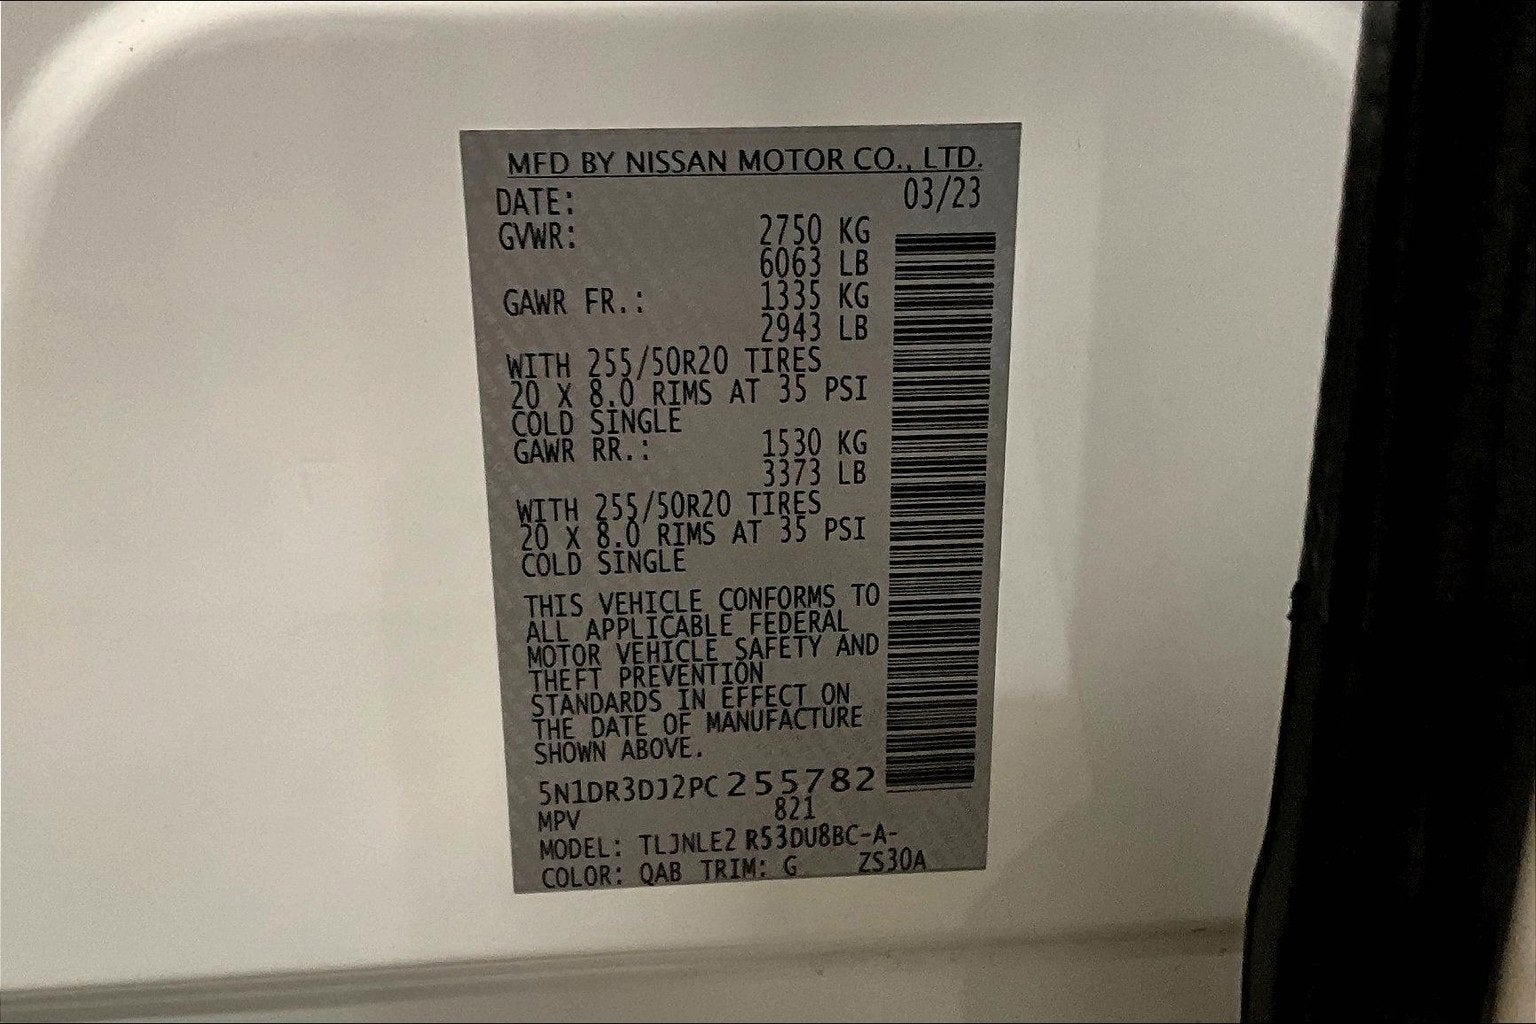 MFD BY NISSAN MOTOR CO., LTD.
DATE: 03/23
GVWR: 2750 KG
6063 LB
GAWR FR.: 1335 KG
2943 LB
WITH 255/50R20 TIRES
20 X 8.0 RIMS AT 35 PSI
COLD SINGLE
GAWR RR.: 1530 KG
3373 LB
WITH 255/50R20 TIRES
20 X 8.0 RIMS AT 35 PSI
COLD SINGLE
THIS VEHICLE CONFORMS TO
ALL APPLICABLE FEDERAL
MOTOR VEHICLE SAFETY AND
THEFT PREVENTION
STANDARDS IN EFFECT ON
THE DATE OF MANUFACTURE
SHOWN ABOVE.
5N1DR3DJ2PC255782
MPV 821
MODEL: TLJNLE2 R53DU8BC-A-
COLOR: QAB TRIM: G ZS30A